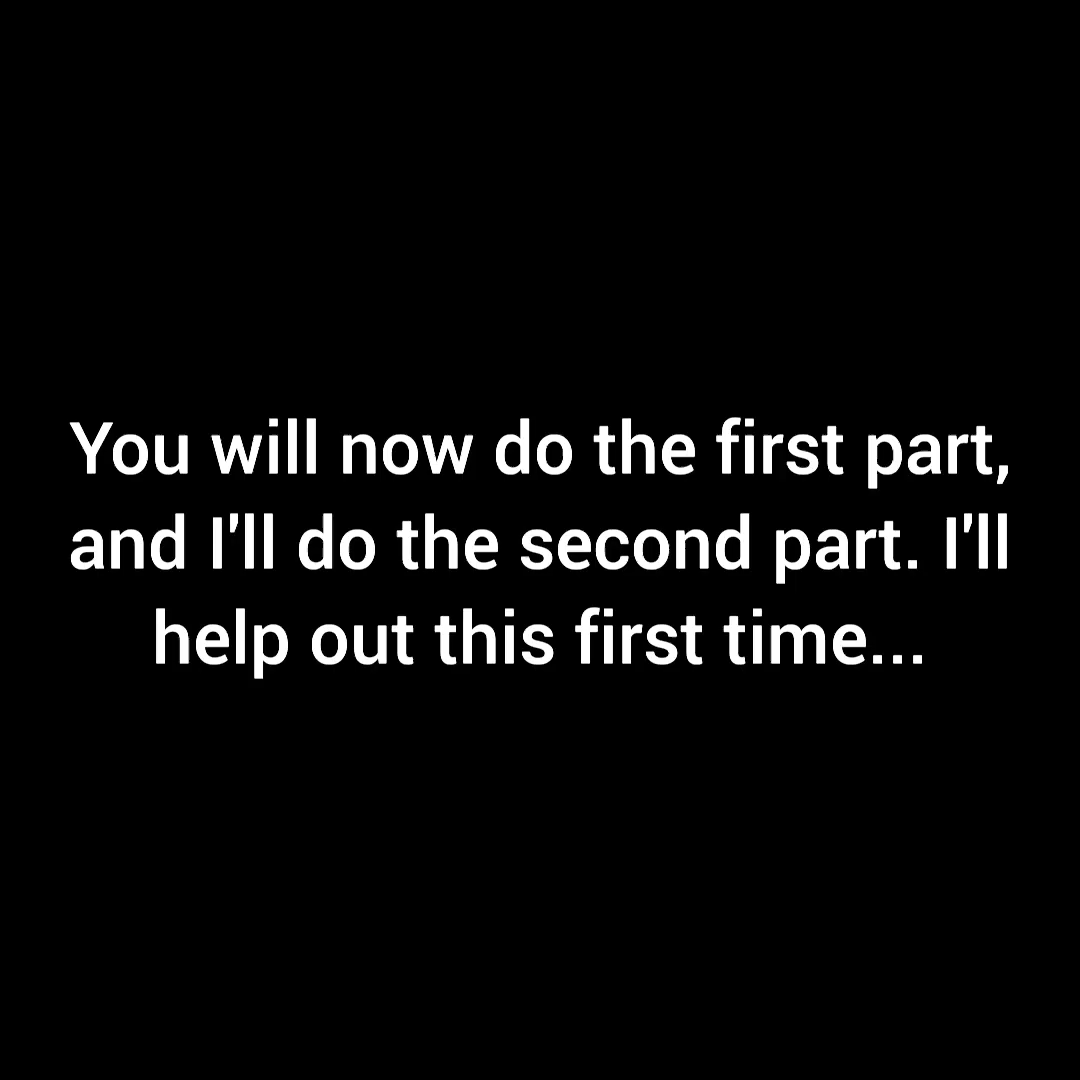 You will now do the first part,
and I'll do the second part. I'll
help out this first time...